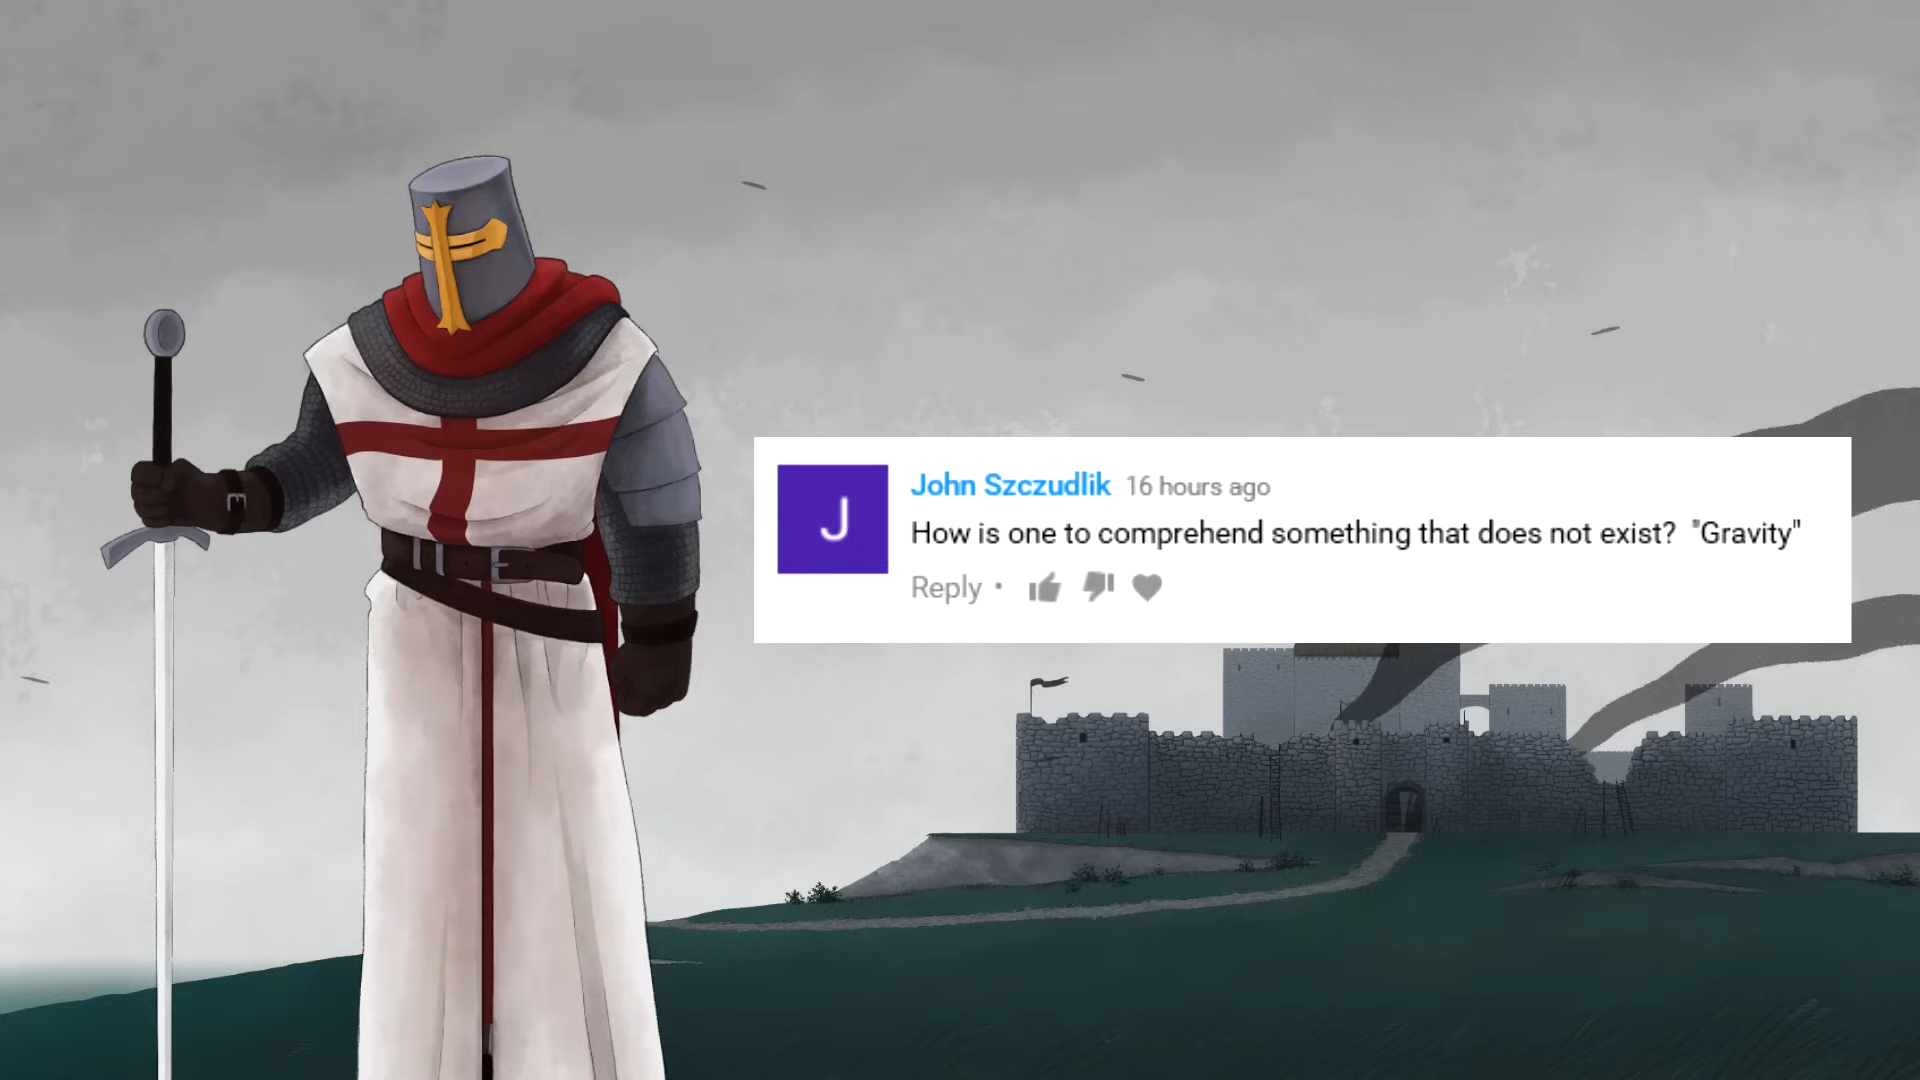 J
John Szczudlik 16 hours ago
How is one to comprehend something that does not exist? "Gravity"
Reply •